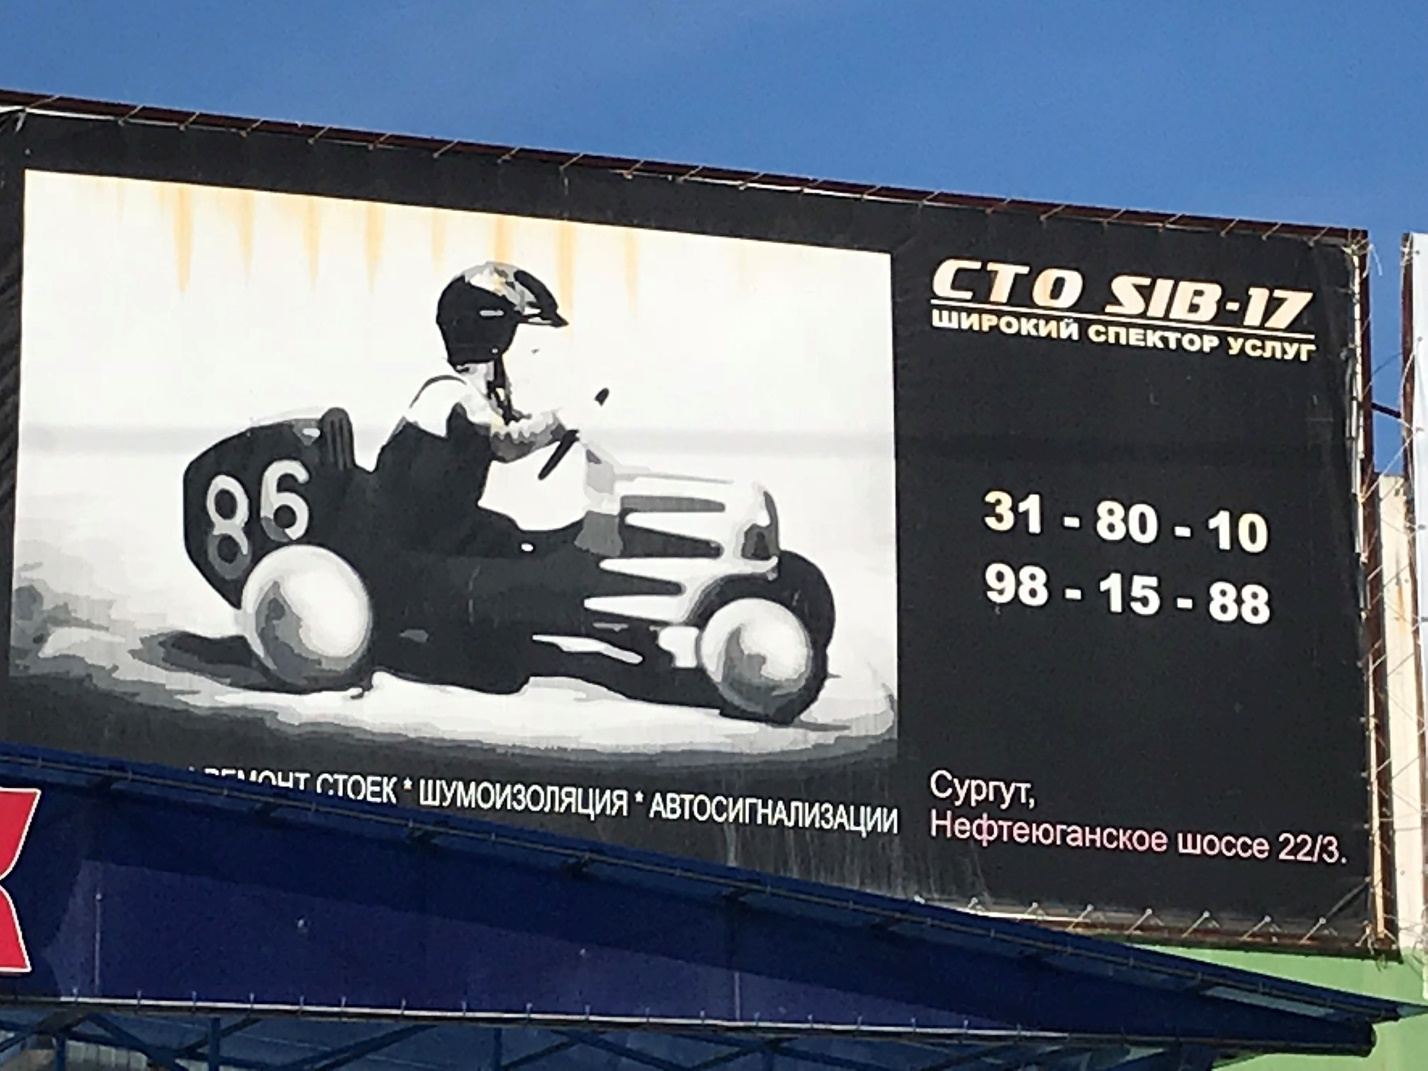 СТО SIB-17
ШИРОКИЙ СПЕКТОР УСЛУГ
86
31 - 80 - 10
98 - 15 - 88
РЕМОНТ СТОЕК * ШУМОИЗОЛЯЦИЯ * АВТОСИГНАЛИЗАЦИИ
Сургут,
Нефтеюганское шоссе 22/3.